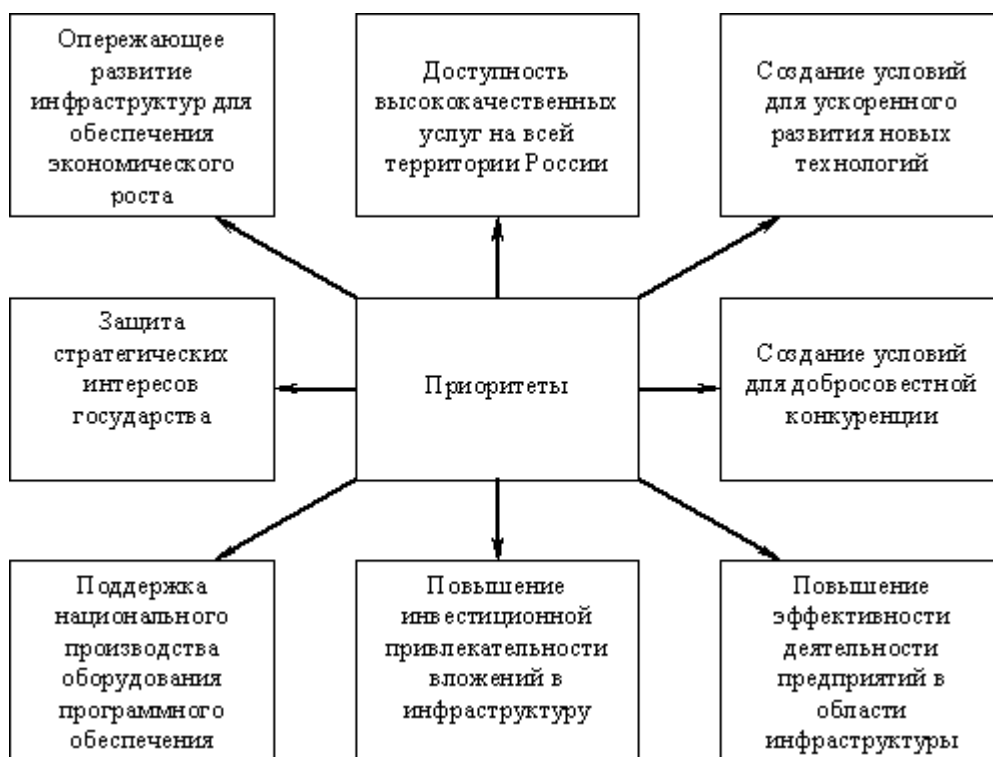 Опережающее
развитие
инфраструктур для
обеспечения
экономического
роста
Доступность
высококачественных
услуг на всей
территории России
Создание условий
для ускоренного
развития новых
технологий
Защита
стратегических
интересов
государства
Приоритеты
Создание условий
для добросовестной
конкуренции
Поддержка
национального
производства
оборудования
программного
обеспечения
Повышение
инвестиционной
привлекательности
вложений в
инфраструктуру
Повышение
эффективности
деятельности
предприятий в
области
инфраструктуры